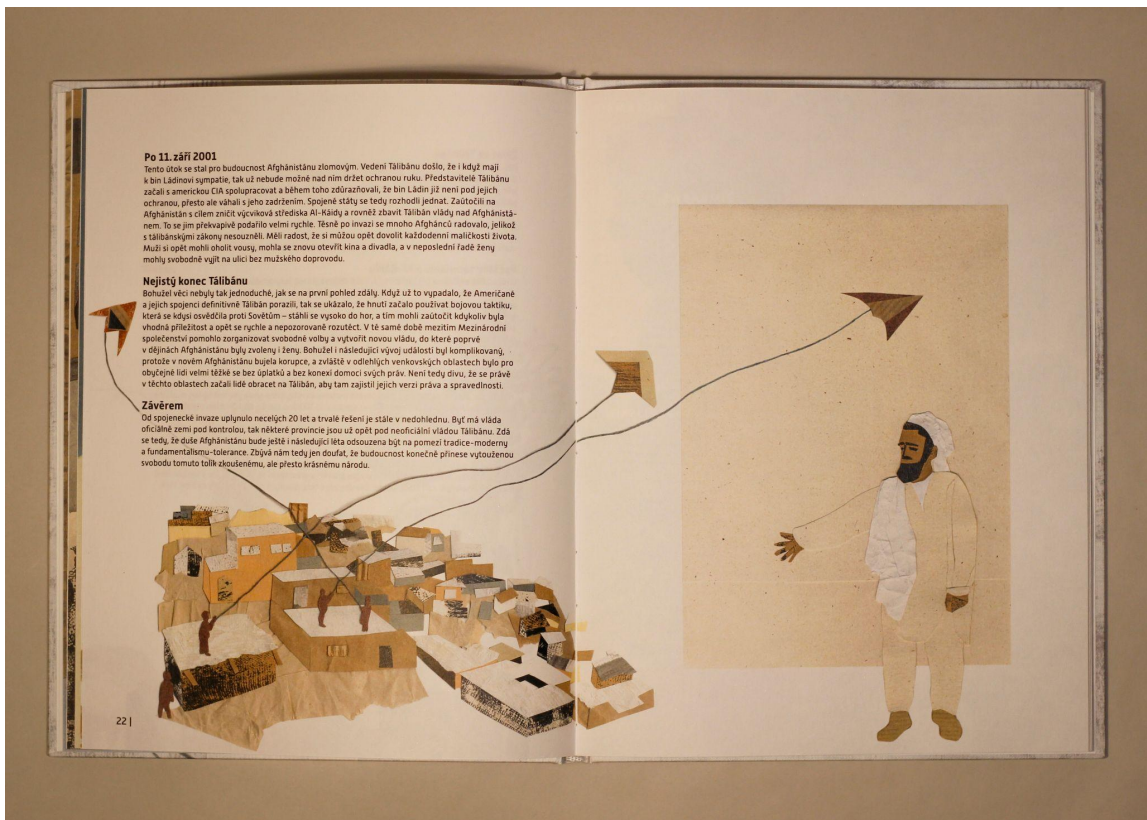 Po 11. září 2001
Tento útok se stal pro budoucnost Afghánistánu zlomovým. Vedení Tálibánu došlo, že i když mají
k bin Ládinovi sympatie, tak už nebude možné nad ním držet ochranou ruku. Představitelé Tálibánu
začali s americkou CIA spolupracovat a během toho zdůrazňovali, že bin Ládin již není pod jejich
ochranou, přesto ale váhali s jeho zadržením. Spojené státy se tedy rozhodli jednat. Zaútočili na
Afghánistán s cílem zničit výcviková střediska Al-Káidy a rovněž zbavit Tálibán vlády nad Afghánistá-
nem. To se jim překvapivě podařilo velmi rychle. Těsně po invazi se mnoho Afghánců radovalo, jelikož
s tálibánskými zákony nesouzněli. Měli radost, že si můžou opět dovolit každodenní maličkosti života.
Muži si opět mohli oholit vousy, mohla se znovu otevřít kina a divadla, a v neposlední řadě ženy
mohly svobodně vyjít na ulici bez mužského doprovodu.
Nejistý konec Tálibánu
Bohužel věci nebyly tak jednoduché, jak se na první pohled zdály. Když už to vypadalo, že Američané
a jejich spojenci definitivně Tálibán porazili, tak se ukázalo, že hnutí začalo používat bojovou taktiku,
která se kdysi osvědčila proti Sovětům – stáhli se vysoko do hor, a tím mohli zaútočit kdykoliv byla
vhodná příležitost a opět se rychle a nepozorovaně rozutéct. V té samé době mezitím Mezinárodní
společenství pomohlo zorganizovat svobodné volby a vytvořit novou vládu, do které poprvé
v dějinách Afghánistánu byly zvoleny i ženy. Bohužel i následující vývoj událostí byl komplikovaný,
protože v novém Afghánistánu bujela korupce, a zvláště v odlehlých venkovských oblastech bylo pro
obyčejné lidi velmi těžké se bez úplatků a bez konexí domoci svých práv. Není tedy divu, že se právě
v těchto oblastech začali lidé obracet na Tálibán, aby tam zajistil jejich verzi práva a spravedlnosti.
Závěrem
Od spojenecké invaze uplynulo necelých 20 let a trvalé řešení je stále v nedohlednu. Byť má vláda
oficiálně zemi pod kontrolou, tak některé provincie jsou už opět pod neoficiální vládou Tálibánu. Zdá
se tedy, že duše Afghánistánu bude ještě i následující léta odsouzena být na pomezí tradice-moderny
a fundamentalismu-tolerance. Zbývá nám tedy jen doufat, že budoucnost konečně přinese vytouženou
svobodu tomuto tolik zkoušenému, ale přesto krásnému národu.
22 |